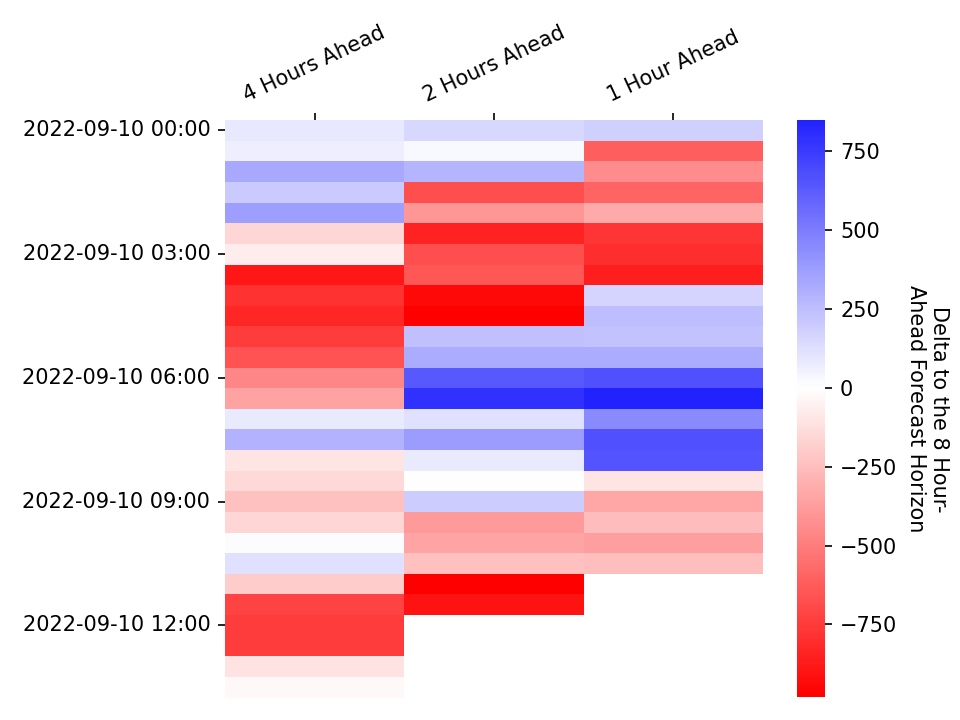 4 Hours Ahead
2 Hours Ahead
1 Hour Ahead
2022-09-10 00:00
2022-09-10 03:00
2022-09-10 06:00
2022-09-10 09:00
2022-09-10 12:00
750
500
250
0
−250
−500
−750
Delta to the 8 Hour-
Ahead Forecast Horizon